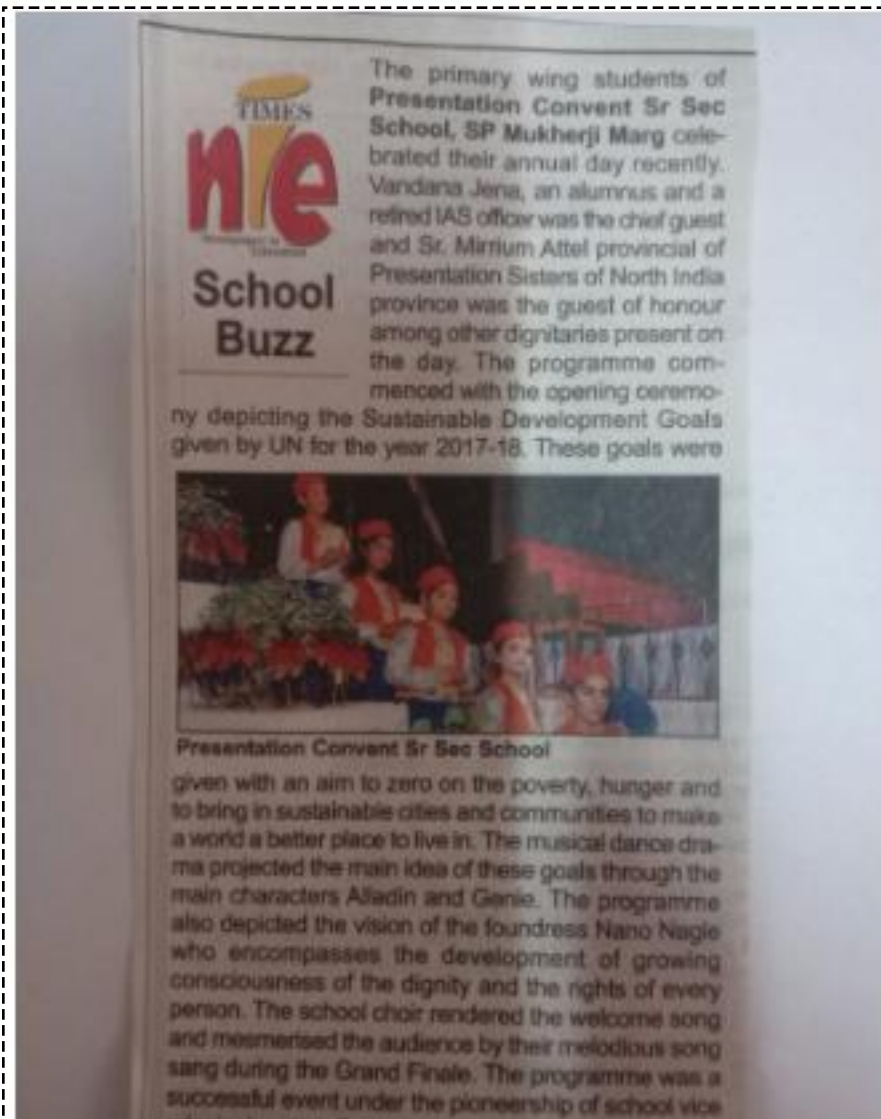 TIMES
nie
School
Buzz
The primary wing students of
Presentation Convent Sr Sec
School, SP Mukherji Marg cele-
brated their annual day recently.
Vandana Jena, an alumnus and a
retired IAS officer was the chief guest
and Sr. Mirrium Attel provincial of
Presentation Sisters of North India
province was the guest of honour
among other dignitaries present on
the day. The programme com-
menced with the opening ceremo-
ny depicting the Sustainable Development Goals
given by UN for the year 2017-18. These goals were
Presentation Convent Sr Sec School
given with an aim to zero on the poverty, hunger and
to bring in sustainable cities and communities to make
a world a better place to live in. The musical dance dra-
ma projected the main idea of these goals through the
main characters Alladin and Genie. The programme
also depicted the vision of the foundress Nano Nagle
who encompasses the development of growing
consciousness of the dignity and the rights of every
person. The school choir rendered the welcome song
and mesmerised the audience by their melodious song
sang during the Grand Finale. The programme was a
successful event under the pioneership of school vice